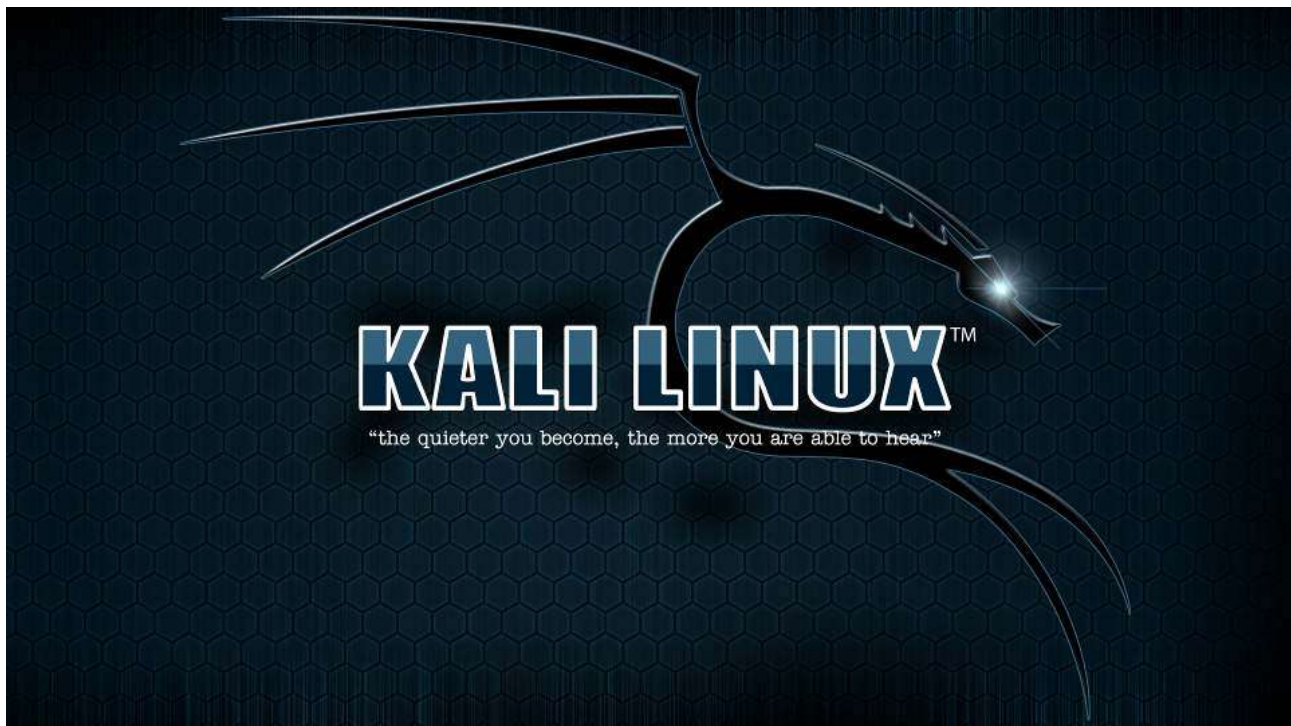 KALI LINUX™
“the quieter you become, the more you are able to hear”